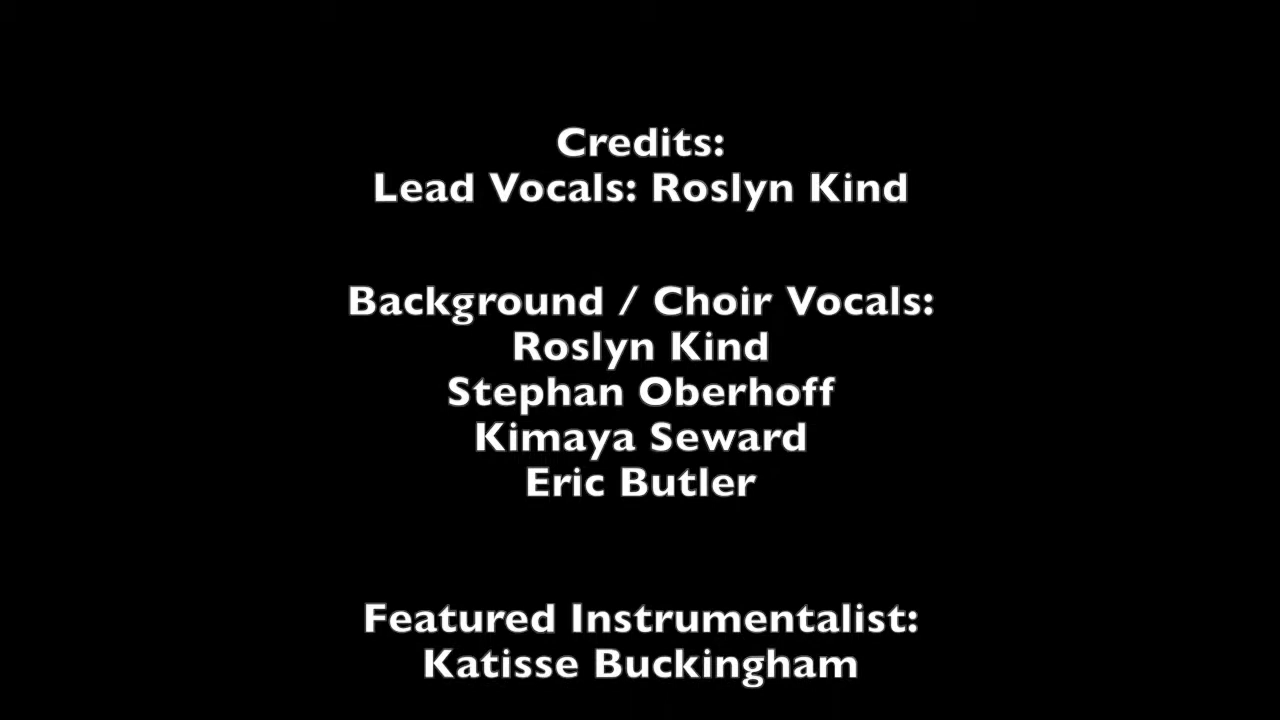 Credits:
Lead Vocals: Roslyn Kind
Background / Choir Vocals:
Roslyn Kind
Stephan Oberhoff
Kimaya Seward
Eric Butler
Featured Instrumentalist:
Katisse Buckingham